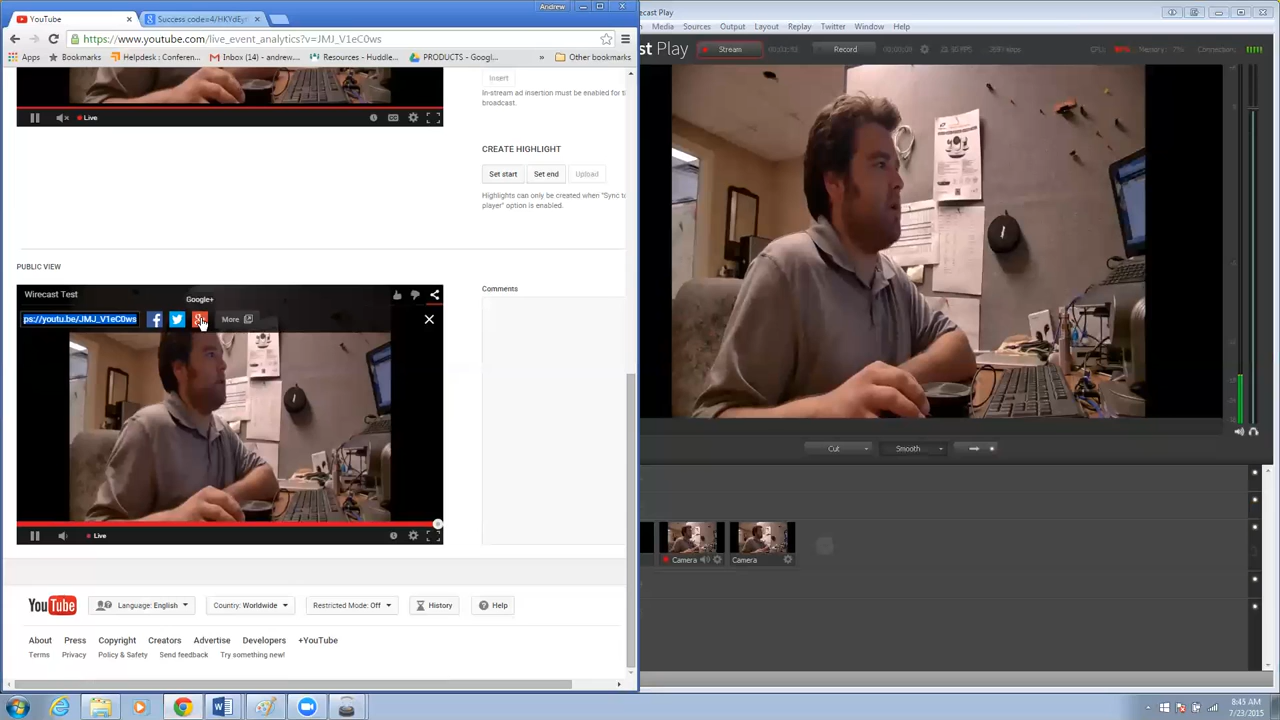 Andrew
YouTube
Success code=4/HKYdEy
https://www.youtube.com/live_event_analytics?v=JMJ_V1eC0ws
Apps
Bookmarks
Helpdesk : Conferen...
Inbox (14) - andrew....
Resources - Huddle...
PRODUCTS - Googl...
»
Other bookmarks
Insert
In-stream ad insertion must be enabled for t
broadcast.
Live
CREATE HIGHLIGHT
Set start
Set end
Upload
Highlights can only be created when "Sync t
player" option is enabled.
PUBLIC VIEW
Wirecast Test
Google+
ps://youtu.be/JMJ_V1eC0ws
More
Comments
Live
YouTube
Language: English
Country: Worldwide
Restricted Mode: Off
History
Help
About
Press
Copyright
Creators
Advertise
Developers
+YouTube
Terms
Privacy
Policy & Safety
Send feedback
Try something new!
ecast Play
Media
Sources
Output
Layout
Replay
Twitter
Window
Help
cast Play
Stream
Record
Memory: 7%
Connection:
Cut
Smooth
Camera
Camera
8:45 AM
7/23/2015